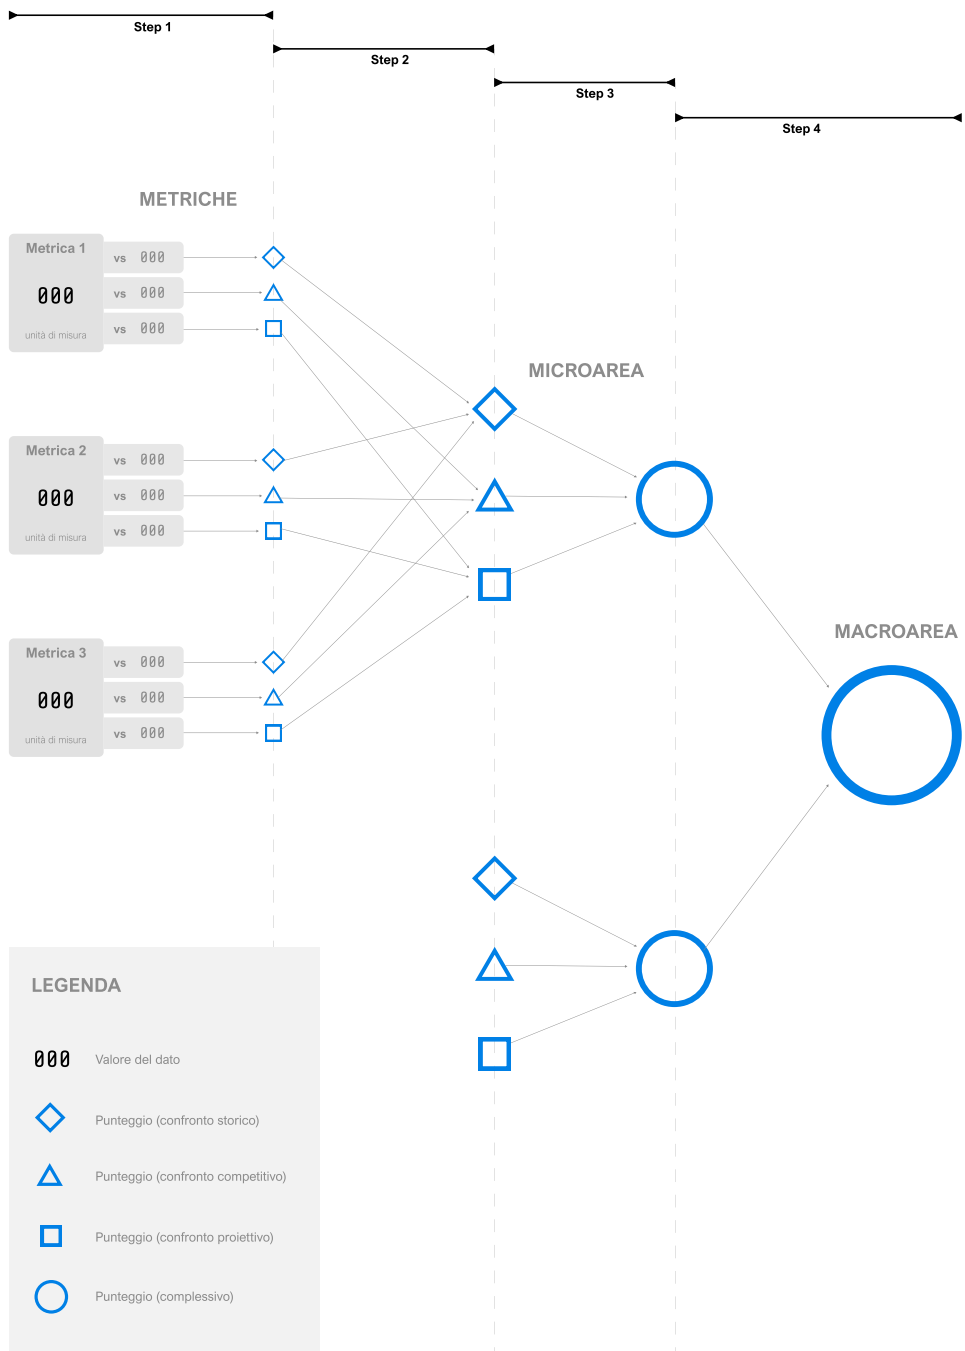 Step 1
Step 2
Step 3
Step 4
METRICHE
Metrica 1
000
unità di misura
vs 000
vs 000
vs 000
MICROAREA
Metrica 2
000
unità di misura
vs 000
vs 000
vs 000
MACROAREA
Metrica 3
000
unità di misura
vs 000
vs 000
vs 000
LEGENDA
000 Valore del dato
Punteggio (confronto storico)
Punteggio (confronto competitivo)
Punteggio (confronto proiettivo)
Punteggio (complessivo)